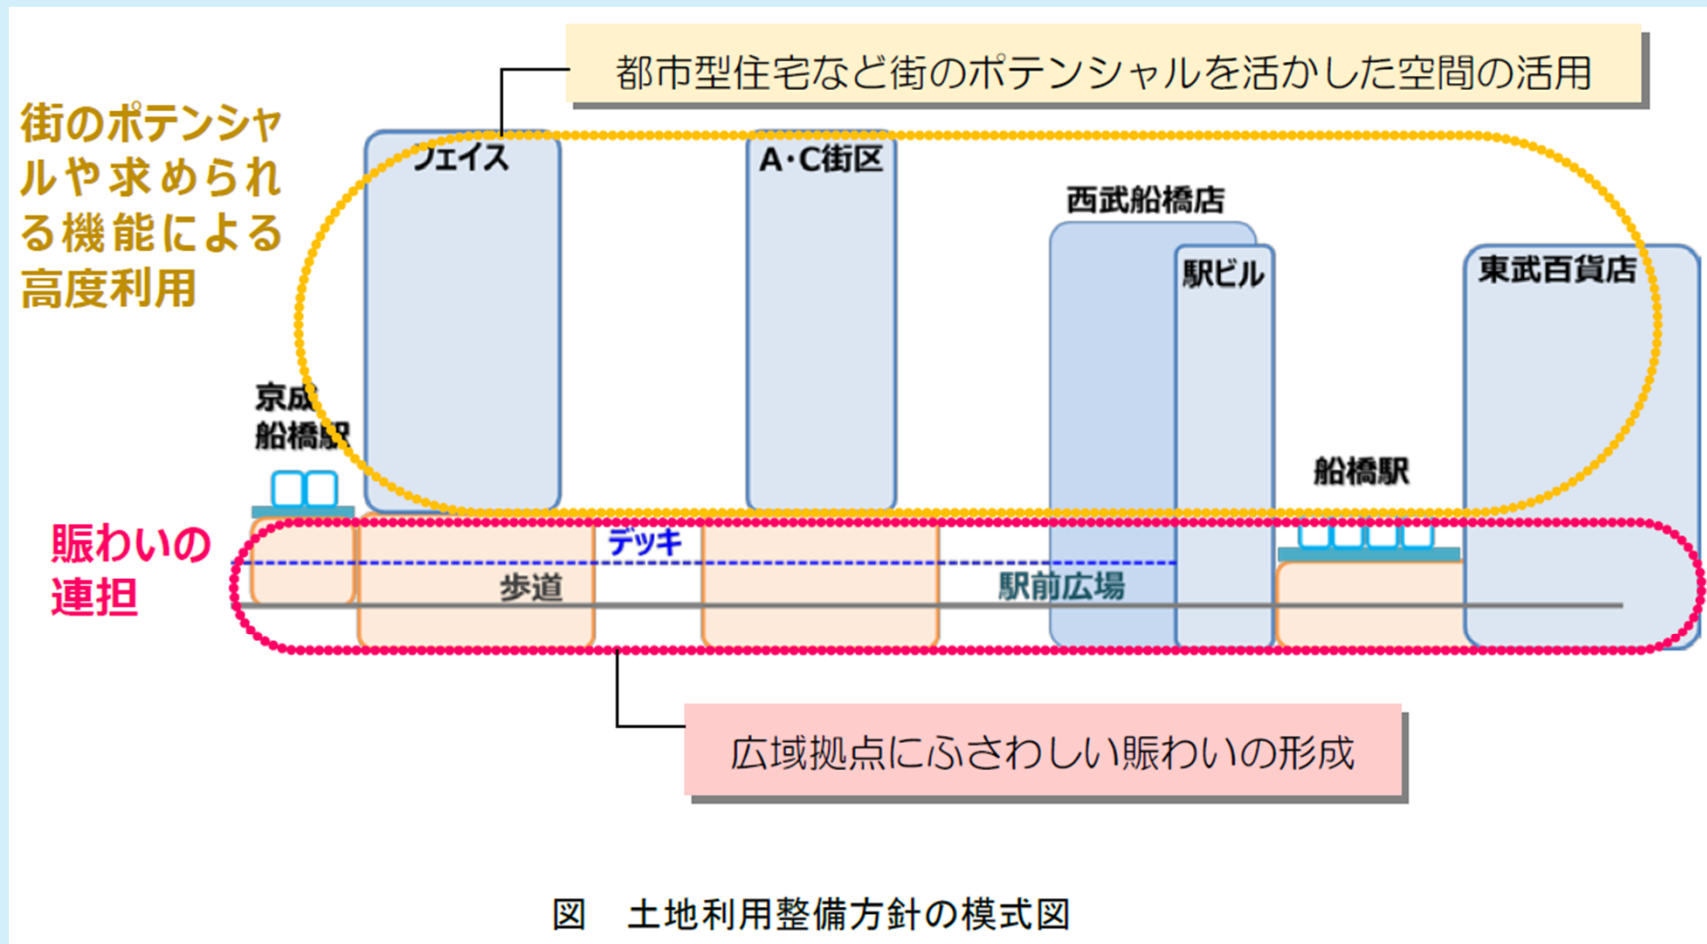 都市型住宅など街のポテンシャルを活かした空間の活用
街のポテンシャ
ルや求められ
る機能による
高度利用
フェイス
A・C街区
西武船橋店
駅ビル
東武百貨店
京成
船橋駅
船橋駅
賑わいの
連担
デッキ
歩道
駅前広場
広域拠点にふさわしい賑わいの形成
図 土地利用整備方針の模式図